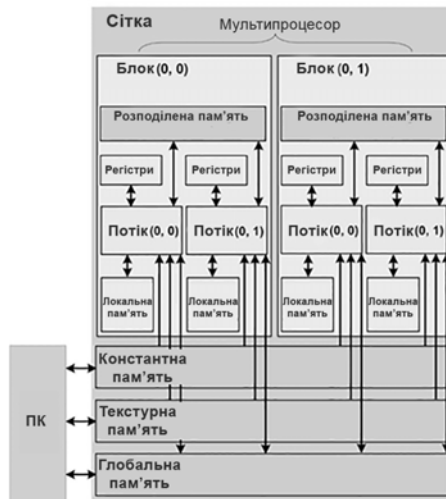 Сітка
Мультипроцесор
Блок(0, 0)
Блок(0, 1)
Розподілена пам’ять
Розподілена пам’ять
Регістри
Регістри
Регістри
Регістри
Потік(0, 0)
Потік(0, 1)
Потік(0, 0)
Потік(0, 1)
Локальна
пам’ять
Локальна
пам’ять
Локальна
пам’ять
Локальна
пам’ять
ПК
Константна
пам’ять
Текстурна
пам’ять
Глобальна
пам’ять